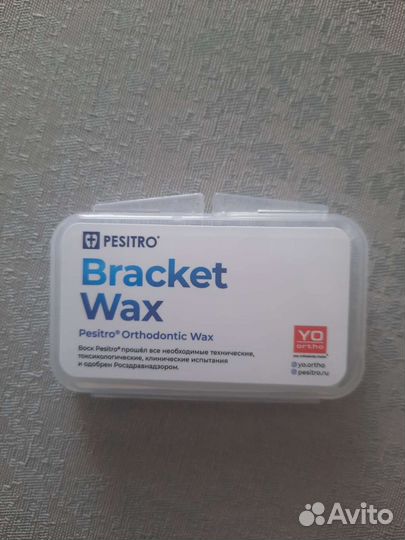 PESITRO®
Bracket
Wax
Pesitro® Orthodontic Wax
Воск Pesitro® прошёл все необходимые технические,
токсикологические, клинические испытания
и одобрен Росздравнадзором.
YO
ortho
yo.ortho
pesitro.ru
Avito